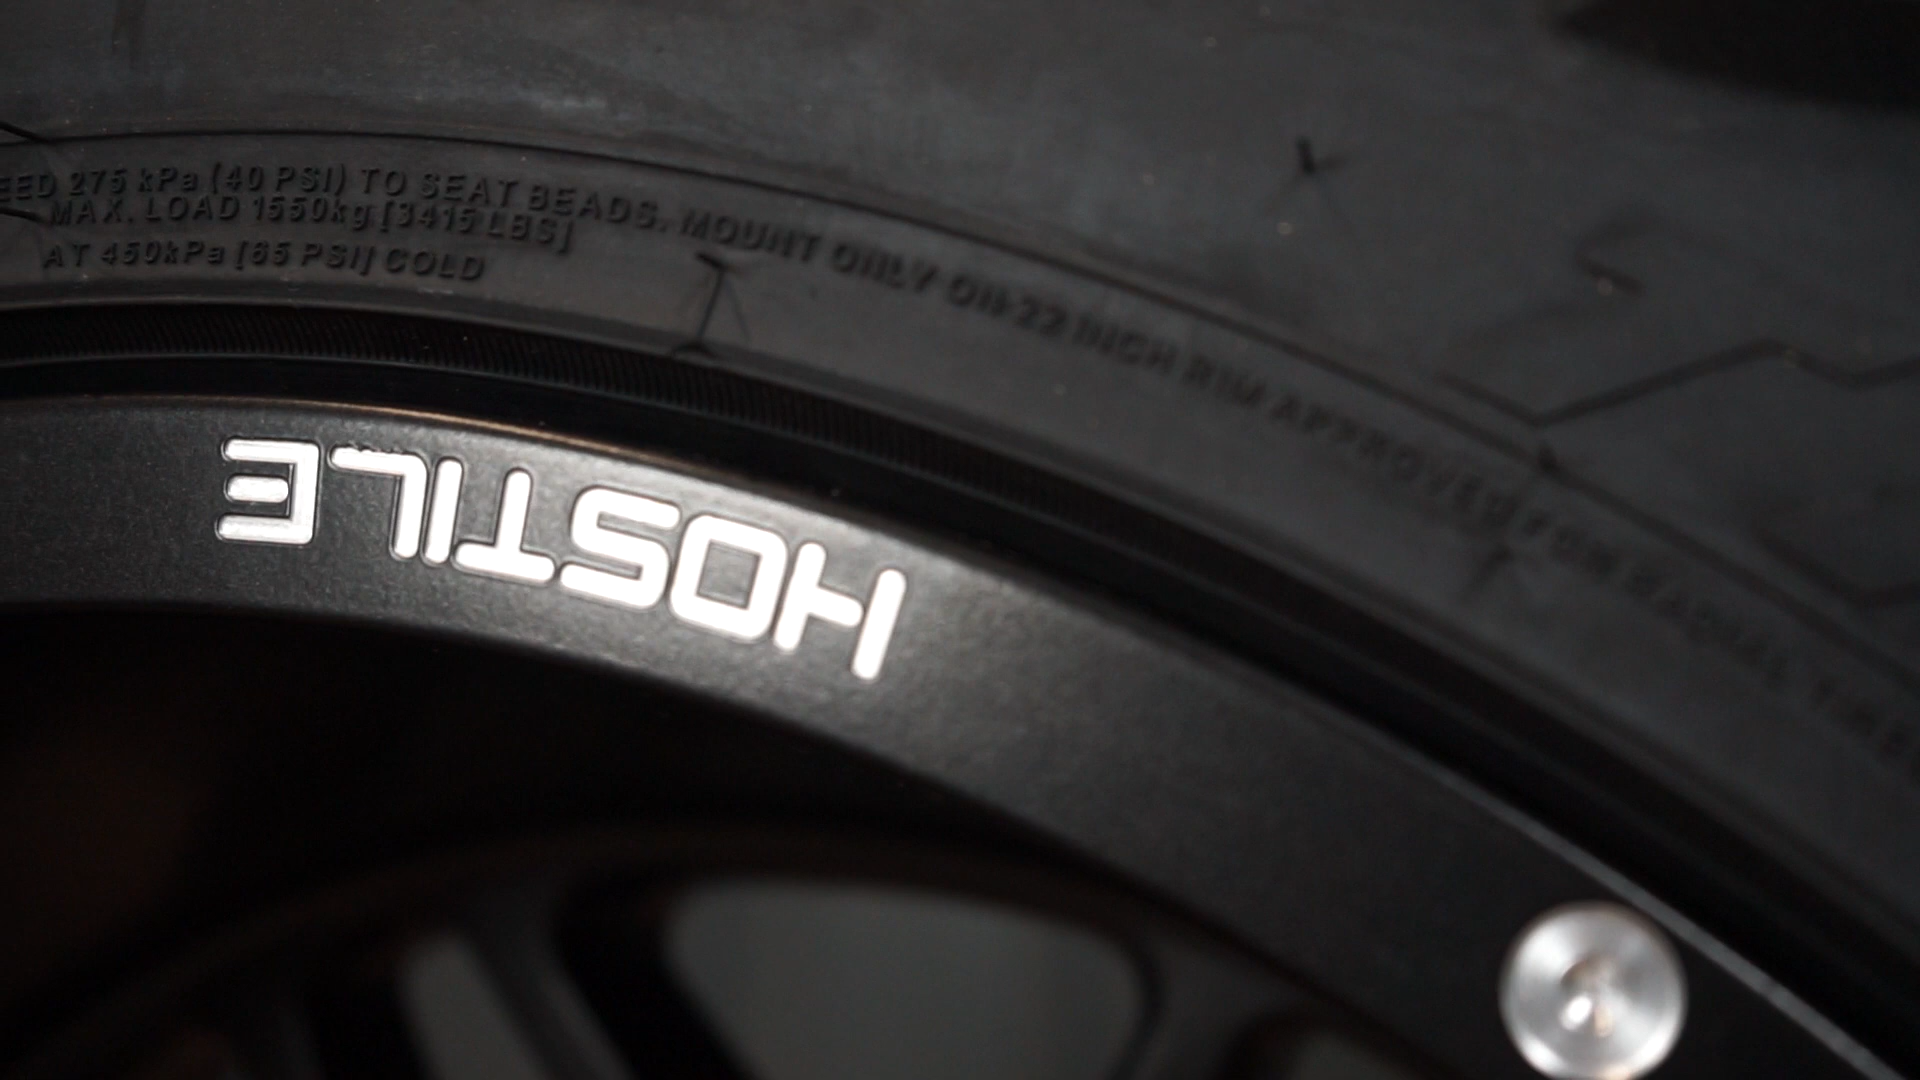 EED 275 kPa (40 PSI) TO SEAT BEADS. MOUNT ONLY ON 22 INCH RIM APPROVED FOR RADIAL
MAX. LOAD 1550kg [3415 LBS]
AT 450kPa [65 PSI] COLD
HOSTILE